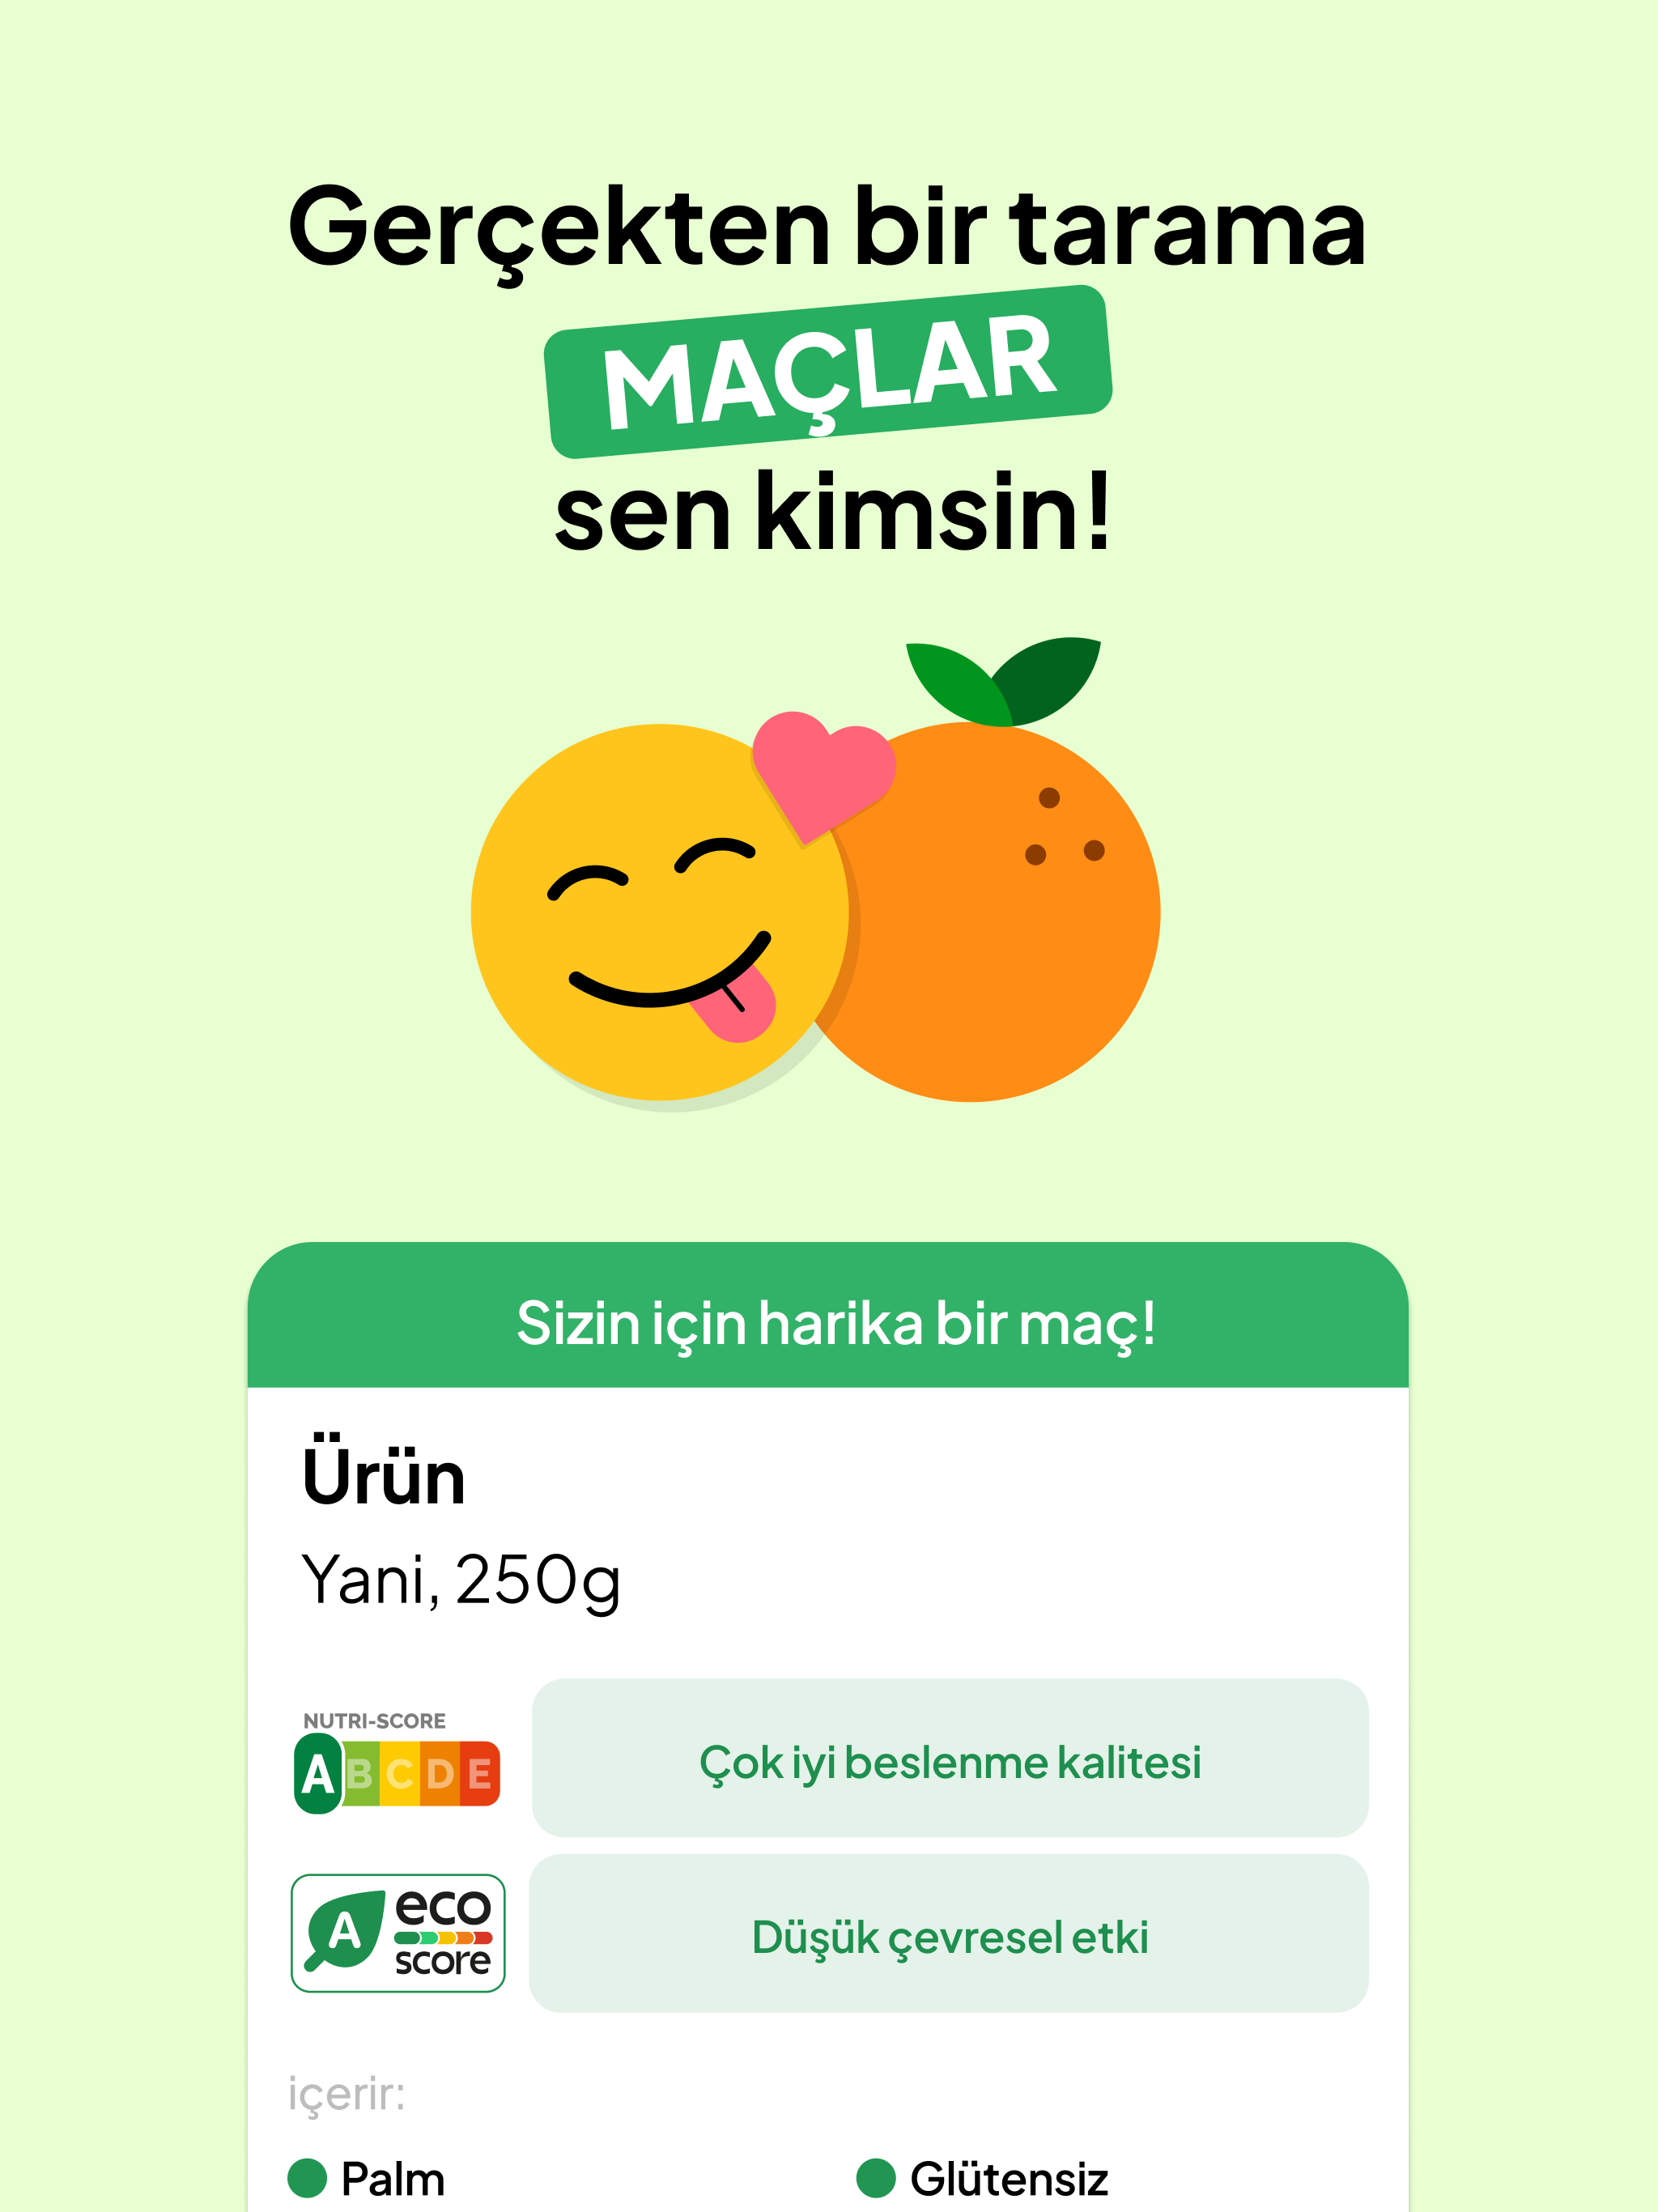 Gerçekten bir tarama
MAÇLAR
sen kimsin!
Sizin için harika bir maç!
Ürün
Yani, 250g
NUTRI-SCORE
A B C D E
Çok iyi beslenme kalitesi
A eco
score
Düşük çevresel etki
içerir:
Palm Glütensiz